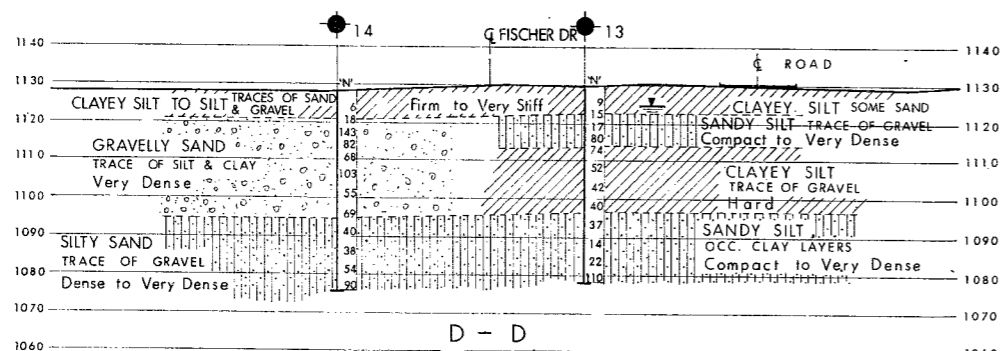 14
℄ FISCHER DR
13
1140
1140
℄ ROAD
1130
'N'
'N'
1130
CLAYEY SILT TO SILT TRACES OF SAND & GRAVEL
6
Firm to Very Stiff
9
CLAYEY SILT SOME SAND
1120
18
15
SANDY SILT TRACE OF GRAVEL
1120
143
17
GRAVELLY SAND
82
80
Compact to Very Dense
1110
68
74
1110
TRACE OF SILT & CLAY
103
52
CLAYEY SILT
Very Dense
55
42
TRACE OF GRAVEL
1100
69
40
Hard
1100
1090
40
37
SANDY SILT
1090
SILTY SAND
38
14
OCC. CLAY LAYERS
TRACE OF GRAVEL
54
22
Compact to Very Dense
1080
90
110
1080
Dense to Very Dense
1070
1070
D - D
1060
1060